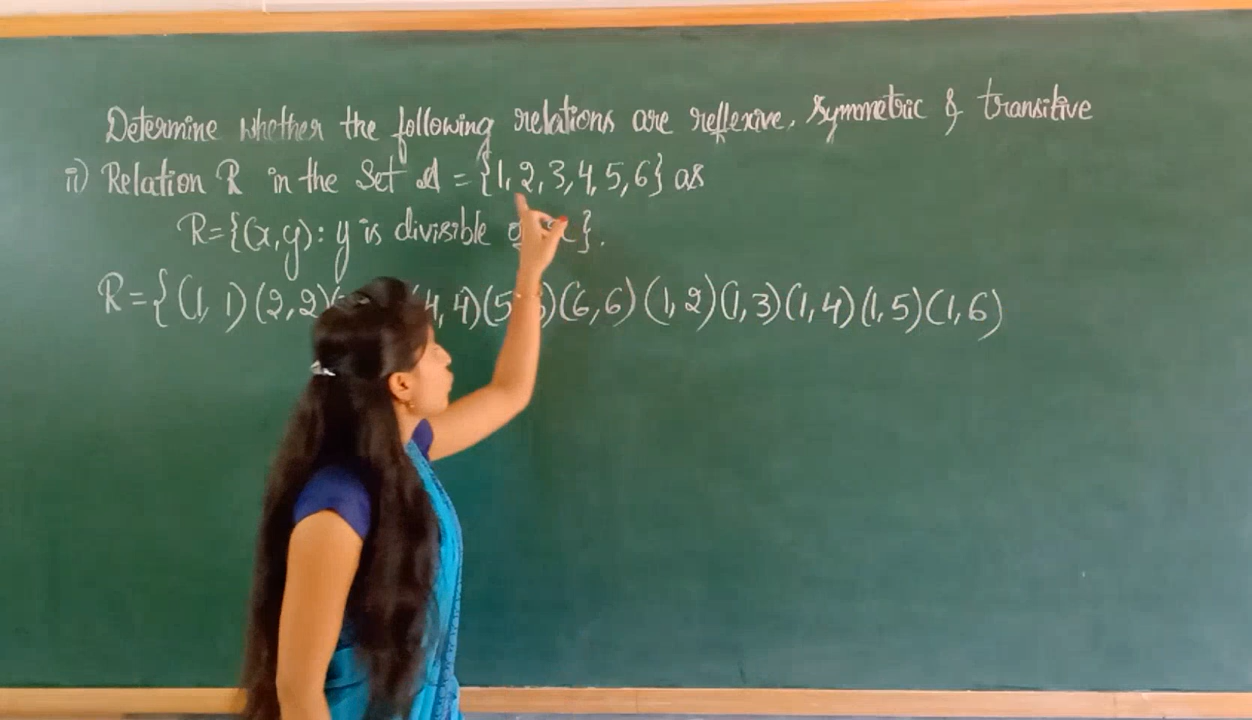 Determine whether the following relations are reflexive, symmetric & transitive
ii) Relation R in the Set A = {1, 2, 3, 4, 5, 6} as
R={(x,y): y is divisible }.
R={(1, 1)(2,2)( 4)(5 )(6,6)(1,2)(1,3)(1,4)(1,5)(1,6)